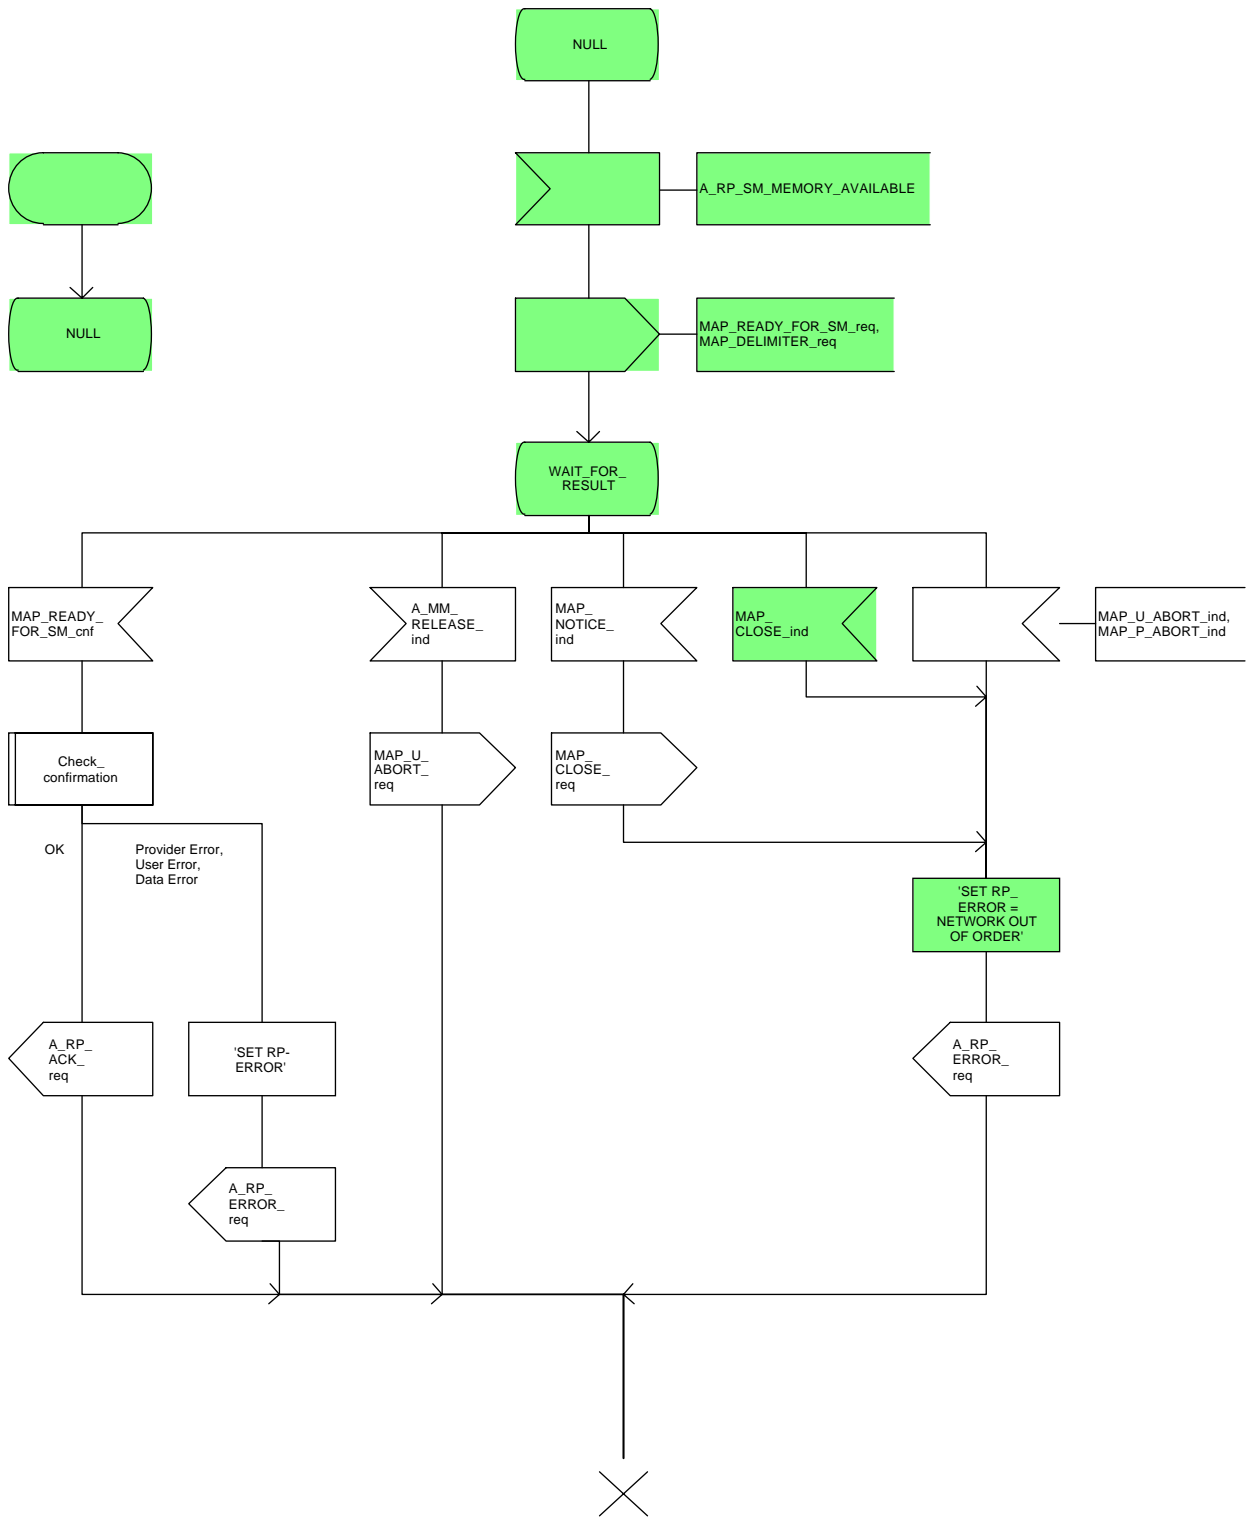 NULL
A_RP_SM_MEMORY_AVAILABLE
NULL
MAP_READY_FOR_SM_req,
MAP_DELIMITER_req
WAIT_FOR_
RESULT
MAP_READY_
FOR_SM_cnf
A_MM_
RELEASE_
ind
MAP_
NOTICE_
ind
MAP_
CLOSE_ind
MAP_U_ABORT_ind,
MAP_P_ABORT_ind
Check_
confirmation
MAP_U_
ABORT_
req
MAP_
CLOSE_
req
OK
Provider Error,
User Error,
Data Error
'SET RP_
ERROR =
NETWORK OUT
OF ORDER'
A_RP_
ACK_
req
'SET RP-
ERROR'
A_RP_
ERROR_
req
A_RP_
ERROR_
req